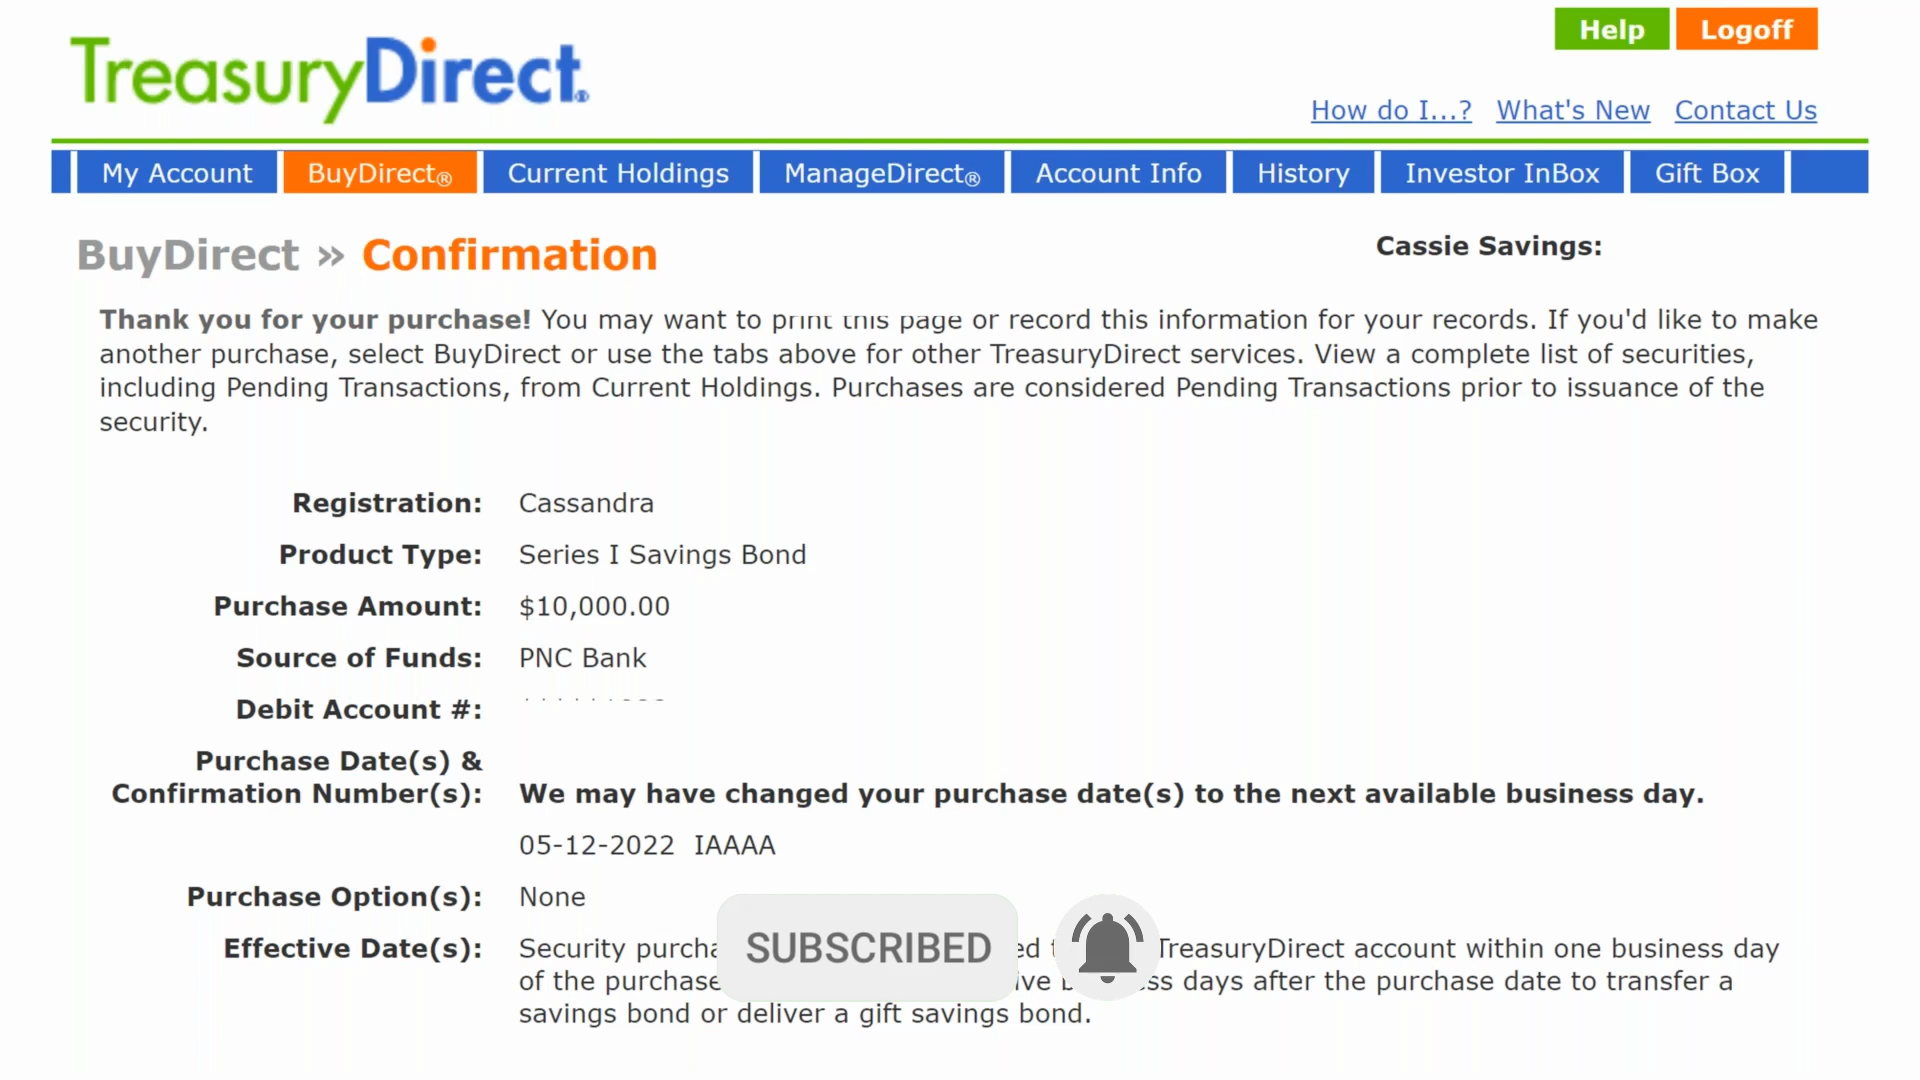 Help Logoff
TreasuryDirect®
How do I...? What's New Contact Us
My Account BuyDirect® Current Holdings ManageDirect® Account Info History Investor InBox Gift Box
BuyDirect » Confirmation
Cassie Savings:
Thank you for your purchase! You may want to print this page or record this information for your records. If you'd like to make
another purchase, select BuyDirect or use the tabs above for other TreasuryDirect services. View a complete list of securities,
including Pending Transactions, from Current Holdings. Purchases are considered Pending Transactions prior to issuance of the
security.
Registration: Cassandra
Product Type: Series I Savings Bond
Purchase Amount: $10,000.00
Source of Funds: PNC Bank
Debit Account #:
Purchase Date(s) &
Confirmation Number(s): We may have changed your purchase date(s) to the next available business day.
05-12-2022 IAAAA
Purchase Option(s): None
Effective Date(s): Security TreasuryDirect account within one business day
of the purchase days after the purchase date to transfer a
savings bond or deliver a gift savings bond.
SUBSCRIBED